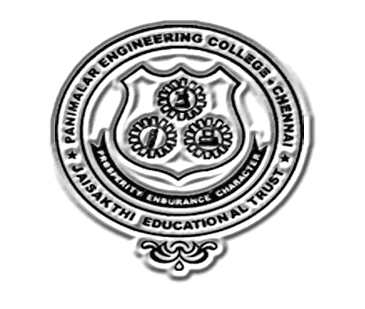 PANIMALAR ENGINEERING COLLEGE ★ CHENNAI
PROSPERITY ENDURANCE CHARACTER
★ JAISAKTHI EDUCATIONAL TRUST ★